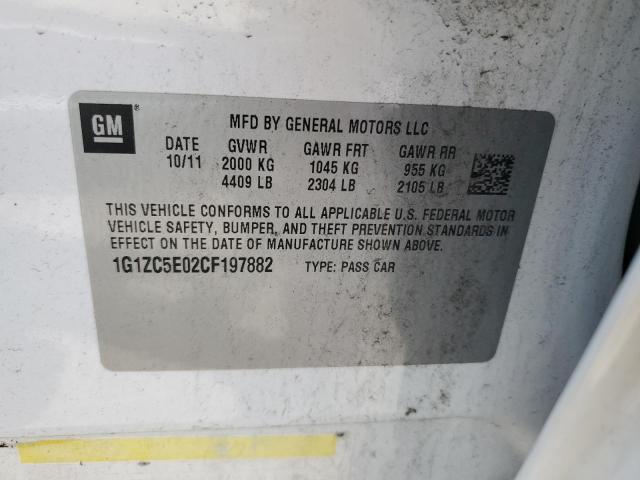 GM ®
MFD BY GENERAL MOTORS LLC
DATE GVWR GAWR FRT GAWR RR
10/11 2000 KG 1045 KG 955 KG
4409 LB 2304 LB 2105 LB
THIS VEHICLE CONFORMS TO ALL APPLICABLE U.S. FEDERAL MOTOR
VEHICLE SAFETY, BUMPER, AND THEFT PREVENTION STANDARDS IN
EFFECT ON THE DATE OF MANUFACTURE SHOWN ABOVE.
1G1ZC5E02CF197882 TYPE: PASS CAR